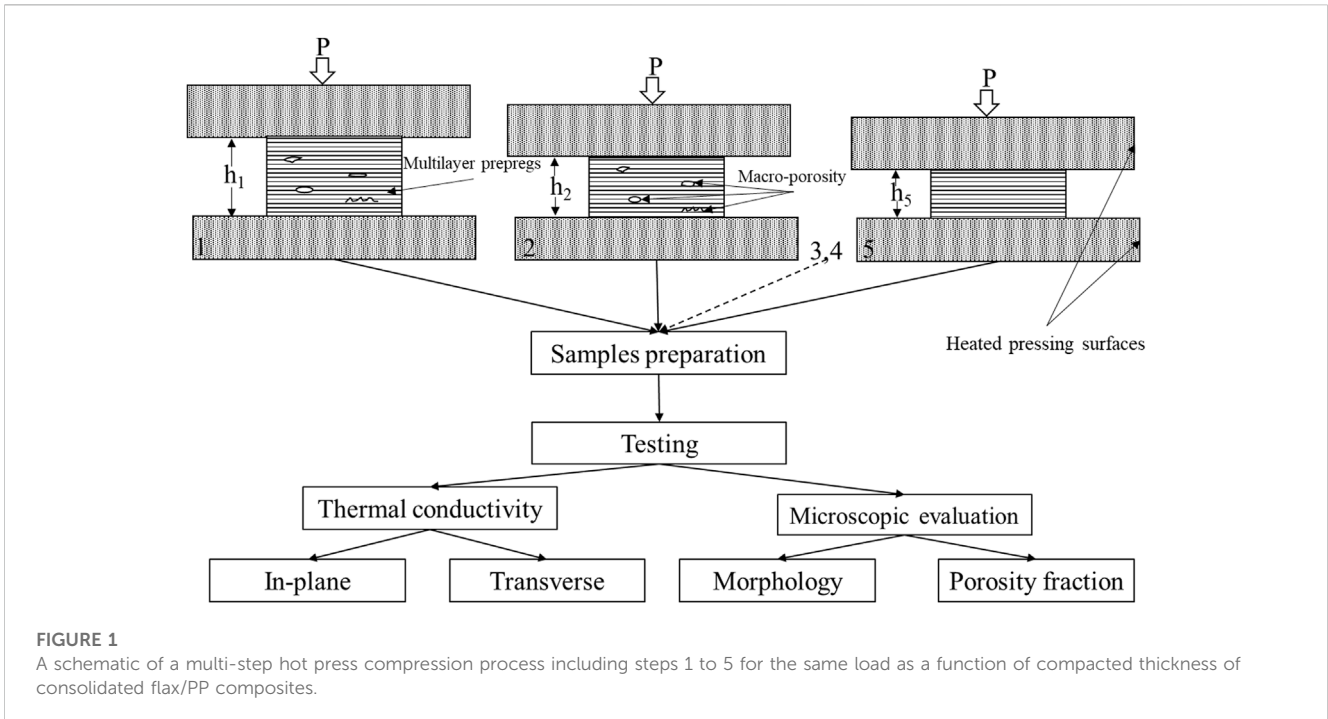 P
P
P
h1
Multilayer prepregs
h2
Macro-porosity
h5
1
2
3,4
5
Heated pressing surfaces
Samples preparation
Testing
Thermal conductivity
Microscopic evaluation
In-plane
Transverse
Morphology
Porosity fraction
FIGURE 1
A schematic of a multi-step hot press compression process including steps 1 to 5 for the same load as a function of compacted thickness of
consolidated flax/PP composites.